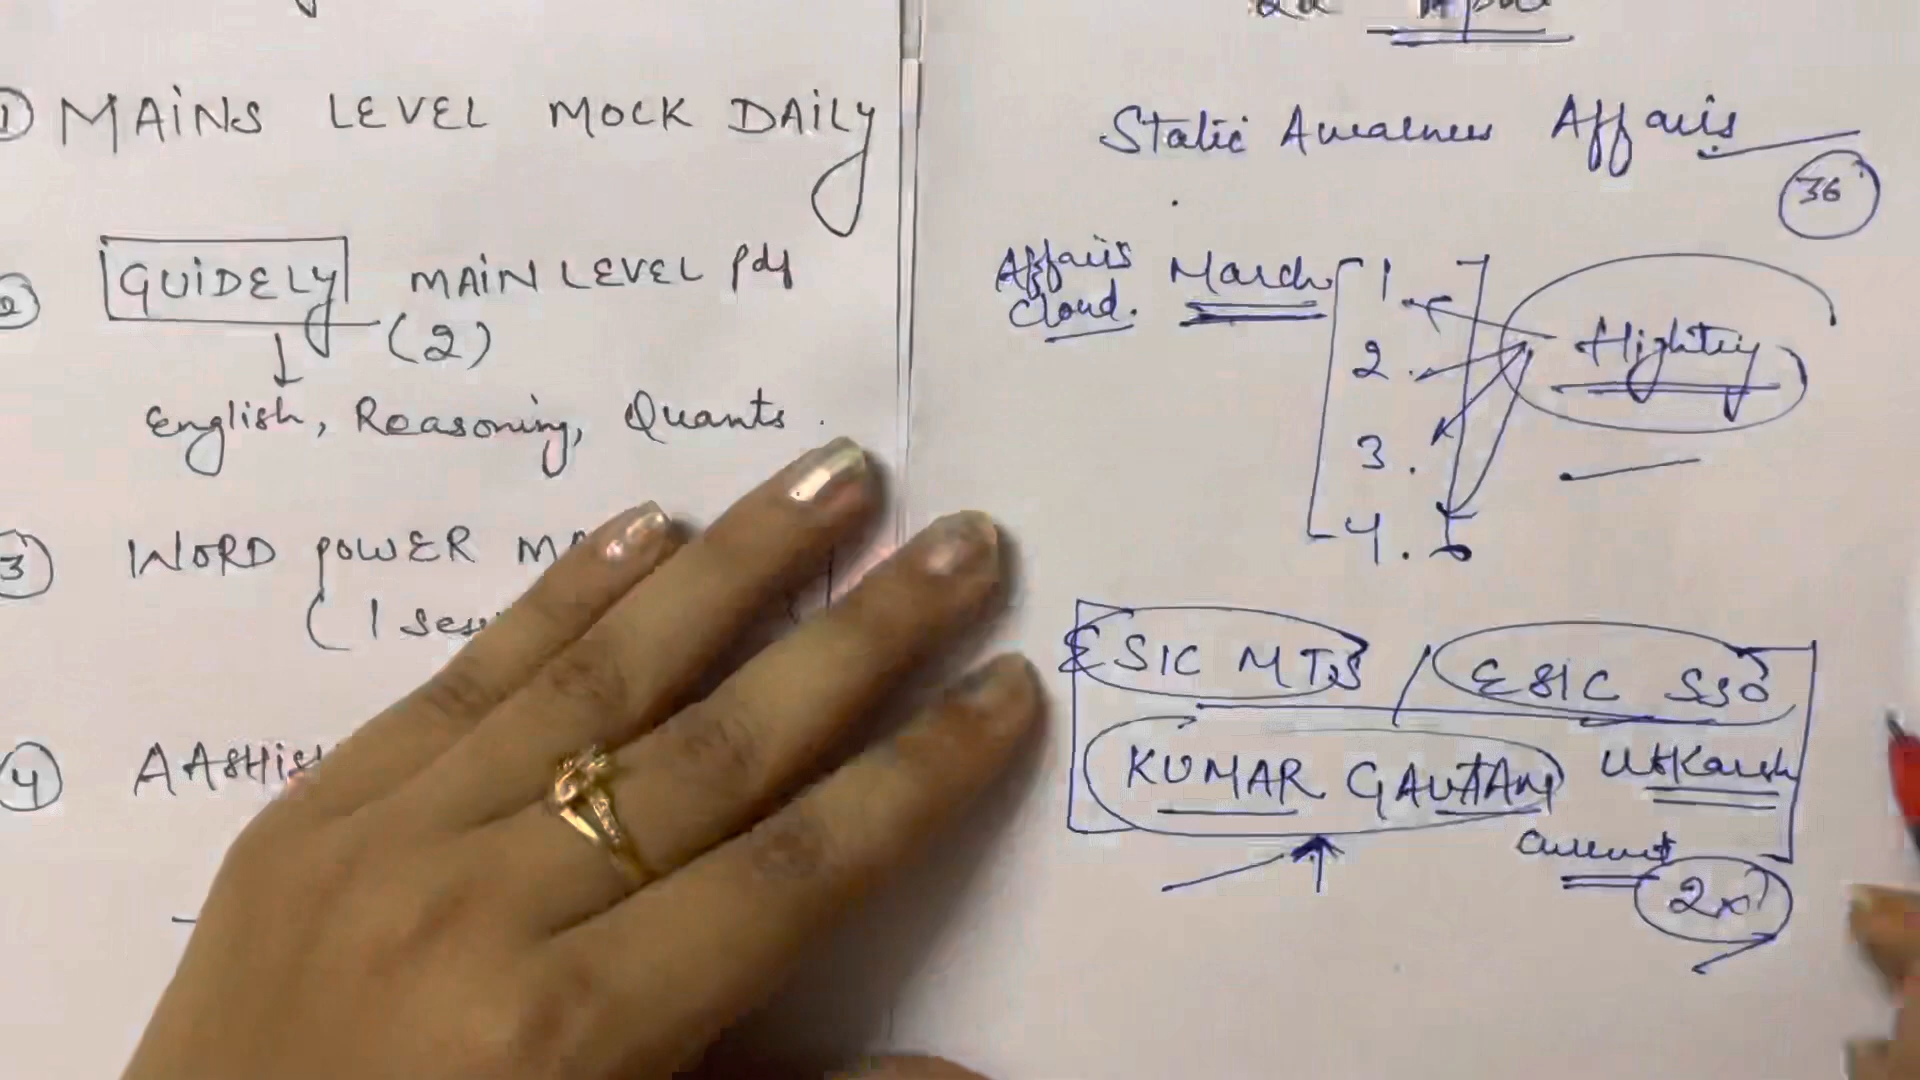 ① MAINS LEVEL MOCK DAILY
② GUIDELY MAIN LEVEL pdf
(2)
English, Reasoning, Quants.
③ WORD POWER
(1
④ AASHISH
Static Awareness Affairs
36
Affairs Cloud. March 1
2.
3.
4.
ESIC MTS / ESIC SSO
KUMAR GAUTAM Utkarsh
Current
2x